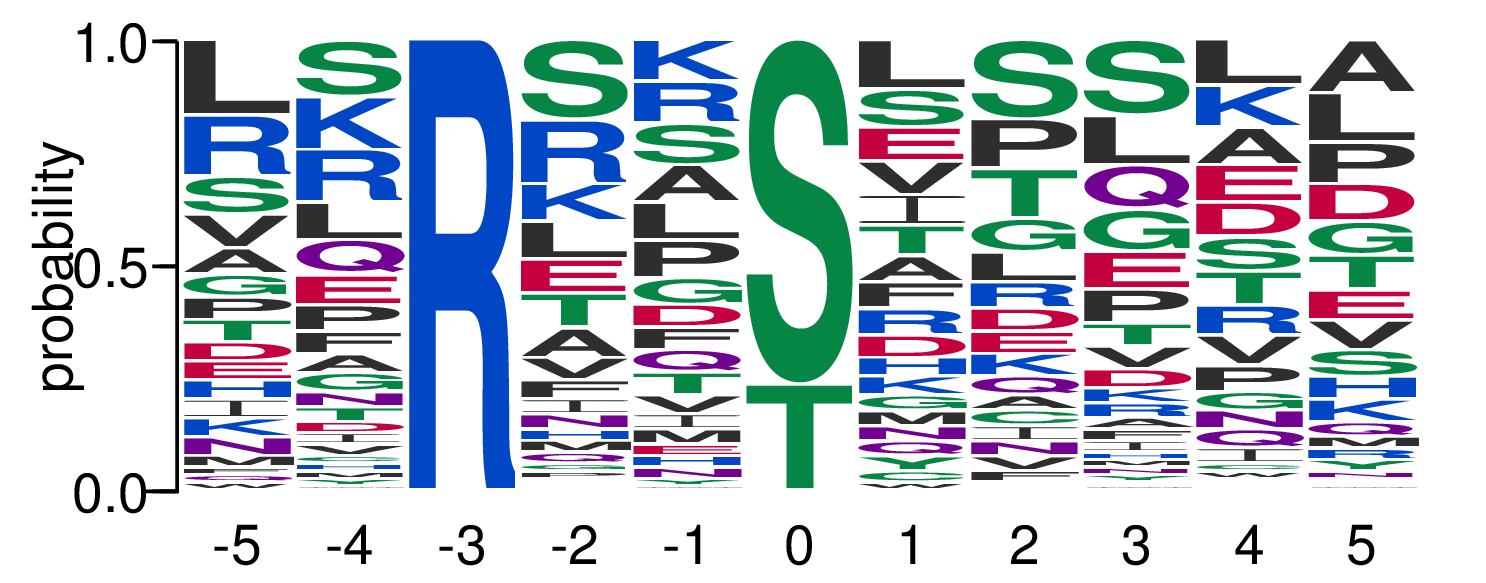 probability
1.0
0.5
0.0
L R S V A G P T D E H I K N M
S K R L Q E P F A G N T D I V
R
S R K L E T A V F I N H M Q
K R S A L P G D F Q T V I M E H N Y
S T
L S E V I T A F R D H K G M N Q Y C W
S P T G L R D E K Q A C I N V F
S L Q G E P T V D K R A F I H M N Y
L K A E D S T R V P G N Q I
A L P D G T E V S H K Q
-5 -4 -3 -2 -1 0 1 2 3 4 5